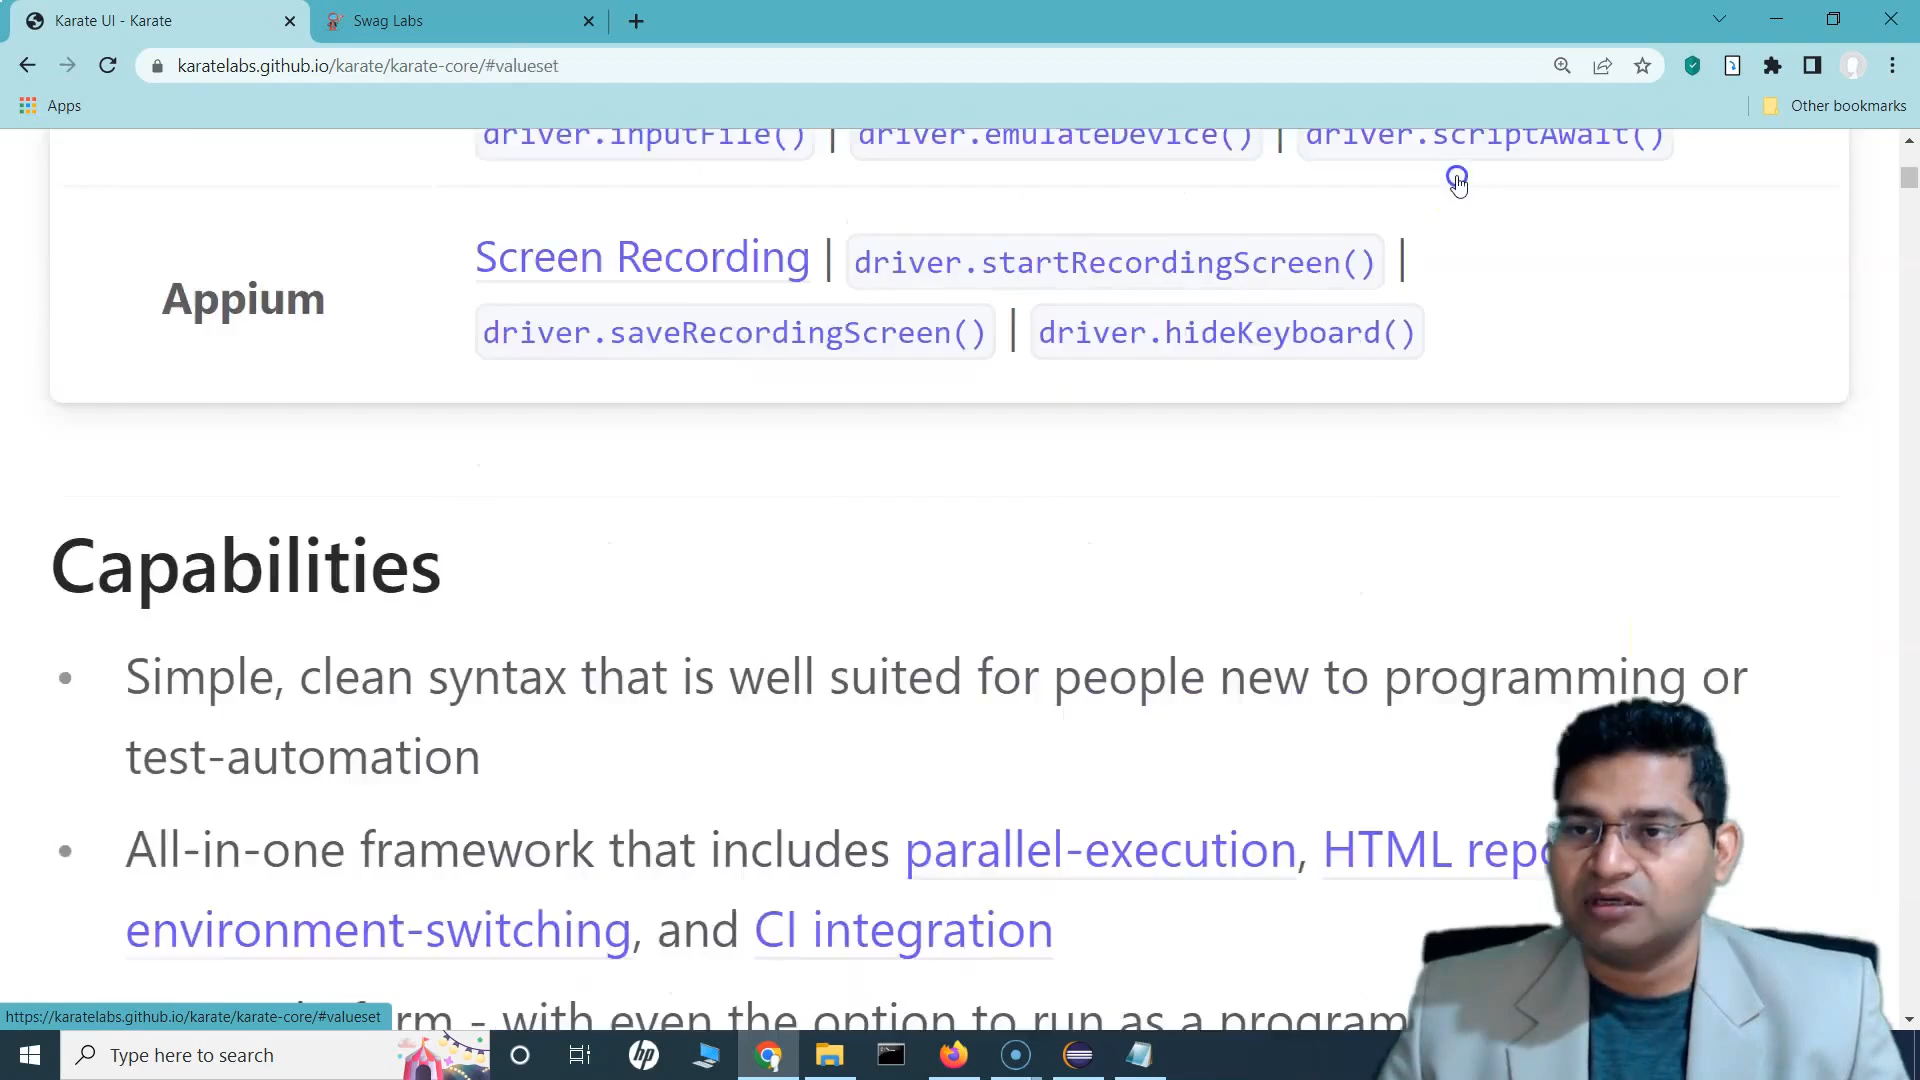 Karate UI - Karate
Swag Labs
karatelabs.github.io/karate/karate-core/#valueset
Apps
Other bookmarks
driver.inputFile() | driver.emulateDevice() | driver.scriptAwait()
Appium
Screen Recording | driver.startRecordingScreen() |
driver.saveRecordingScreen() | driver.hideKeyboard()
Capabilities
• Simple, clean syntax that is well suited for people new to programming or
test-automation
• All-in-one framework that includes parallel-execution, HTML
environment-switching, and CI integration
- with even the option to run as a
https://karatelabs.github.io/karate/karate-core/#valueset
Type here to search
hp